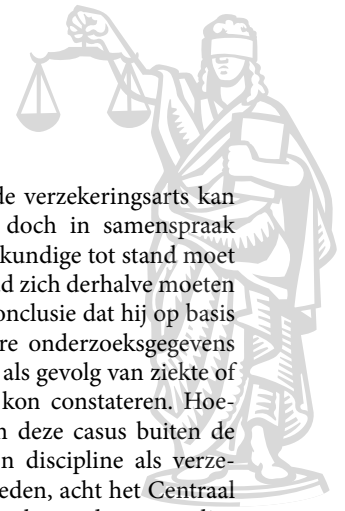 de verzekeringsarts kan
doch in samenspraak
kundige tot stand moet
d zich derhalve moeten
onclusie dat hij op basis
re onderzoeksgegevens
als gevolg van ziekte of
kon constateren. Hoe-
n deze casus buiten de
n discipline als verze-
eden, acht het Centraal